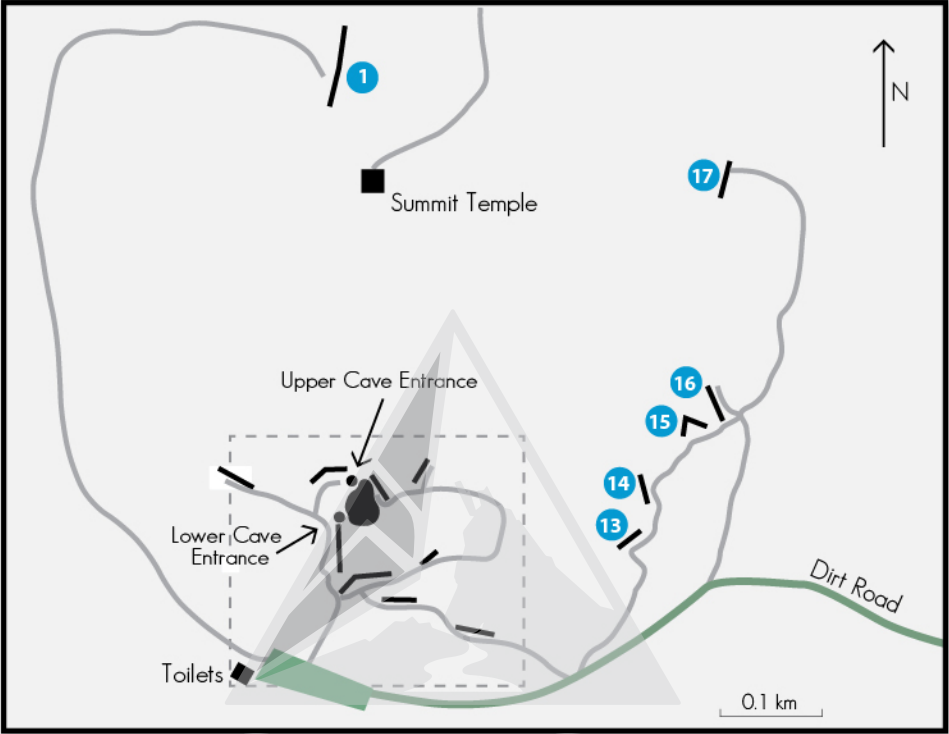 1
N
17
Summit Temple
Upper Cave Entrance
16
15
14
13
Lower Cave
Entrance
Dirt Road
Toilets
0.1 km